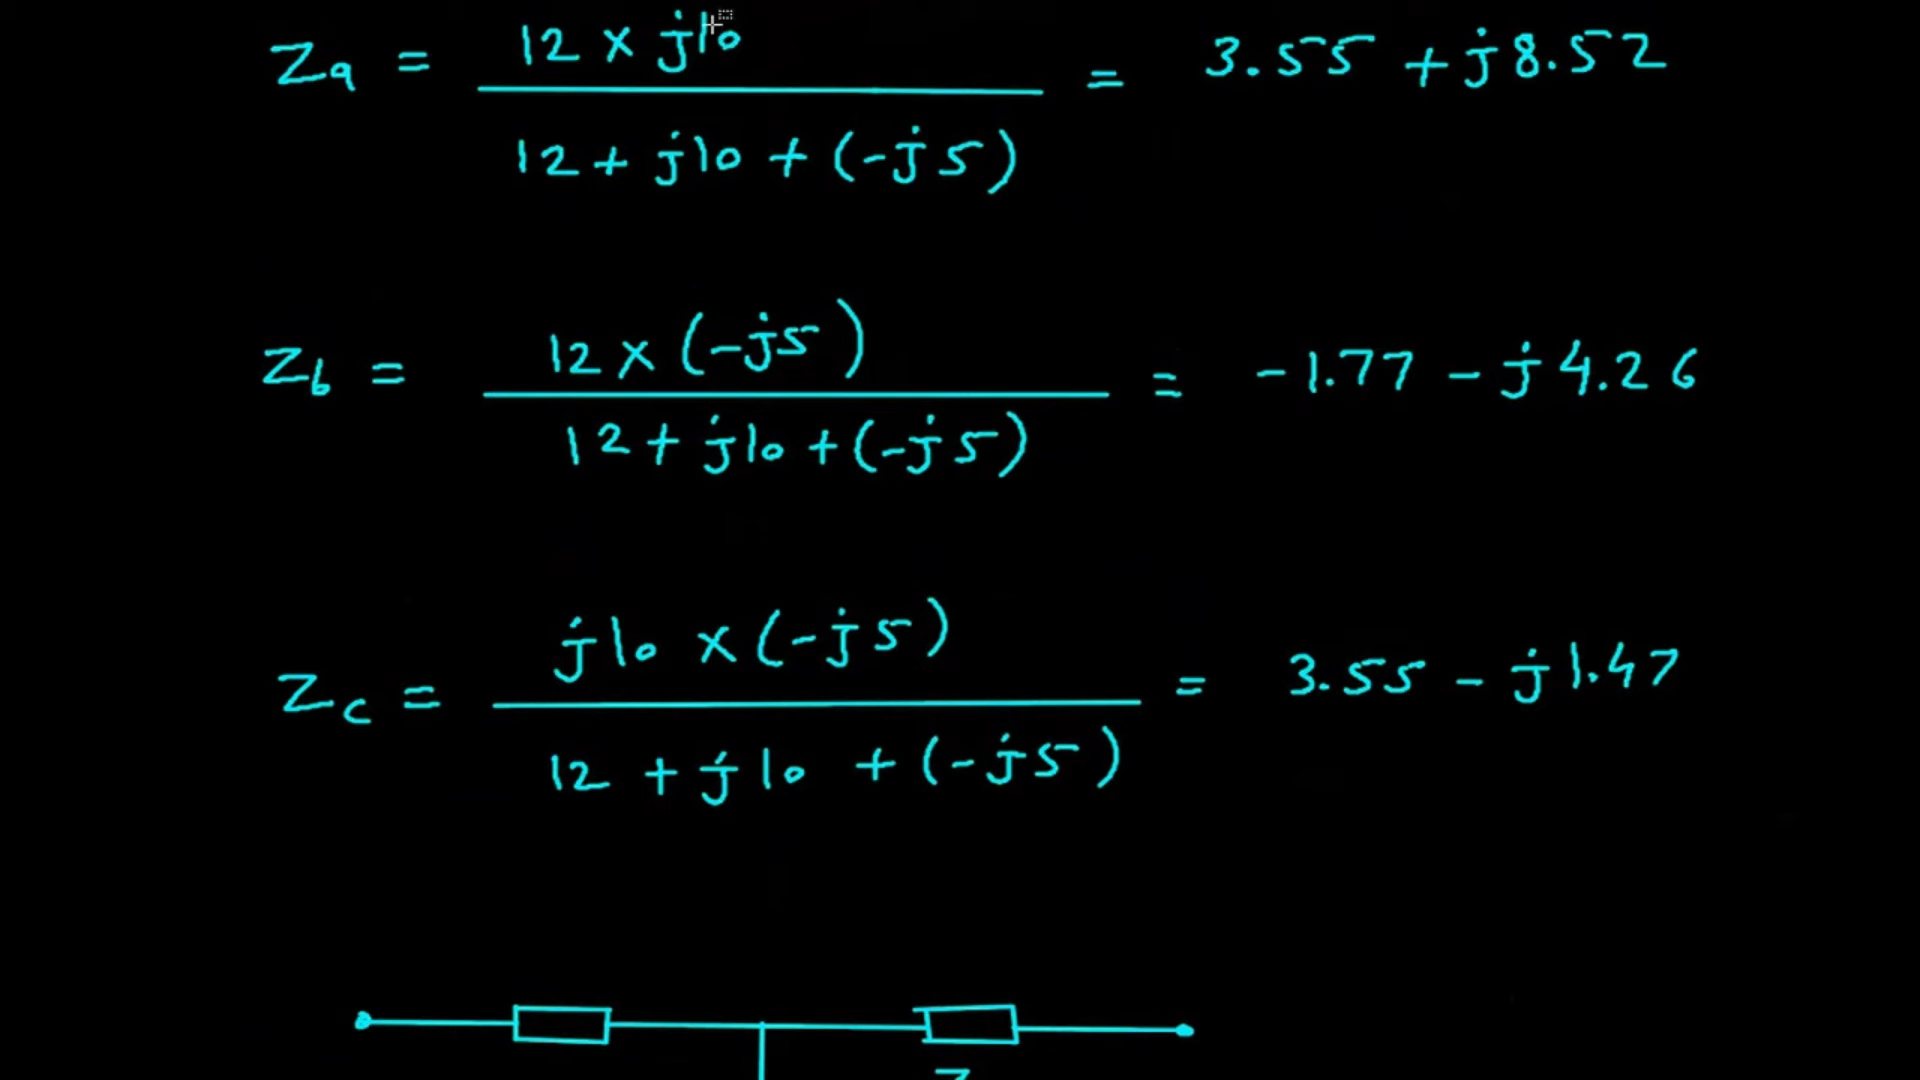 Za = 12 × j10 / 12 + j10 + (-j5) = 3.55 + j8.52
Zb = 12 × (-j5) / 12 + j10 + (-j5) = -1.77 - j4.26
Zc = j10 × (-j5) / 12 + j10 + (-j5) = 3.55 - j1.47